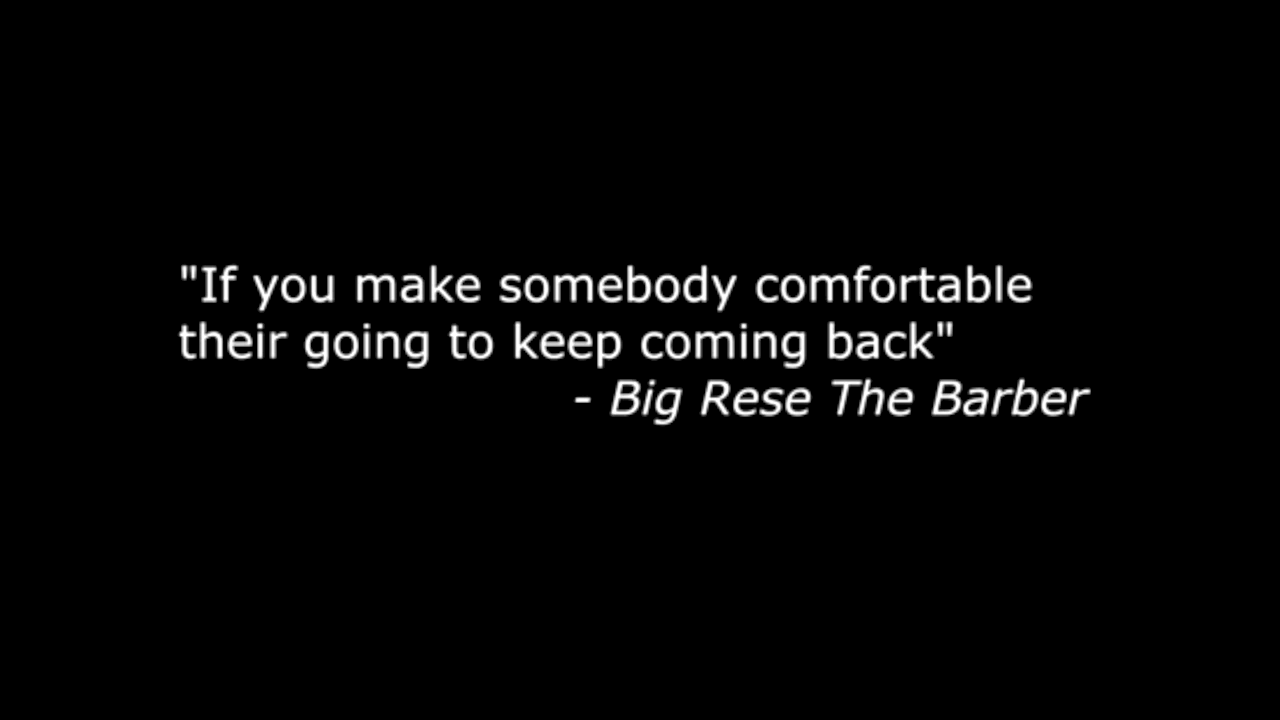 "If you make somebody comfortable
their going to keep coming back"
- Big Rese The Barber